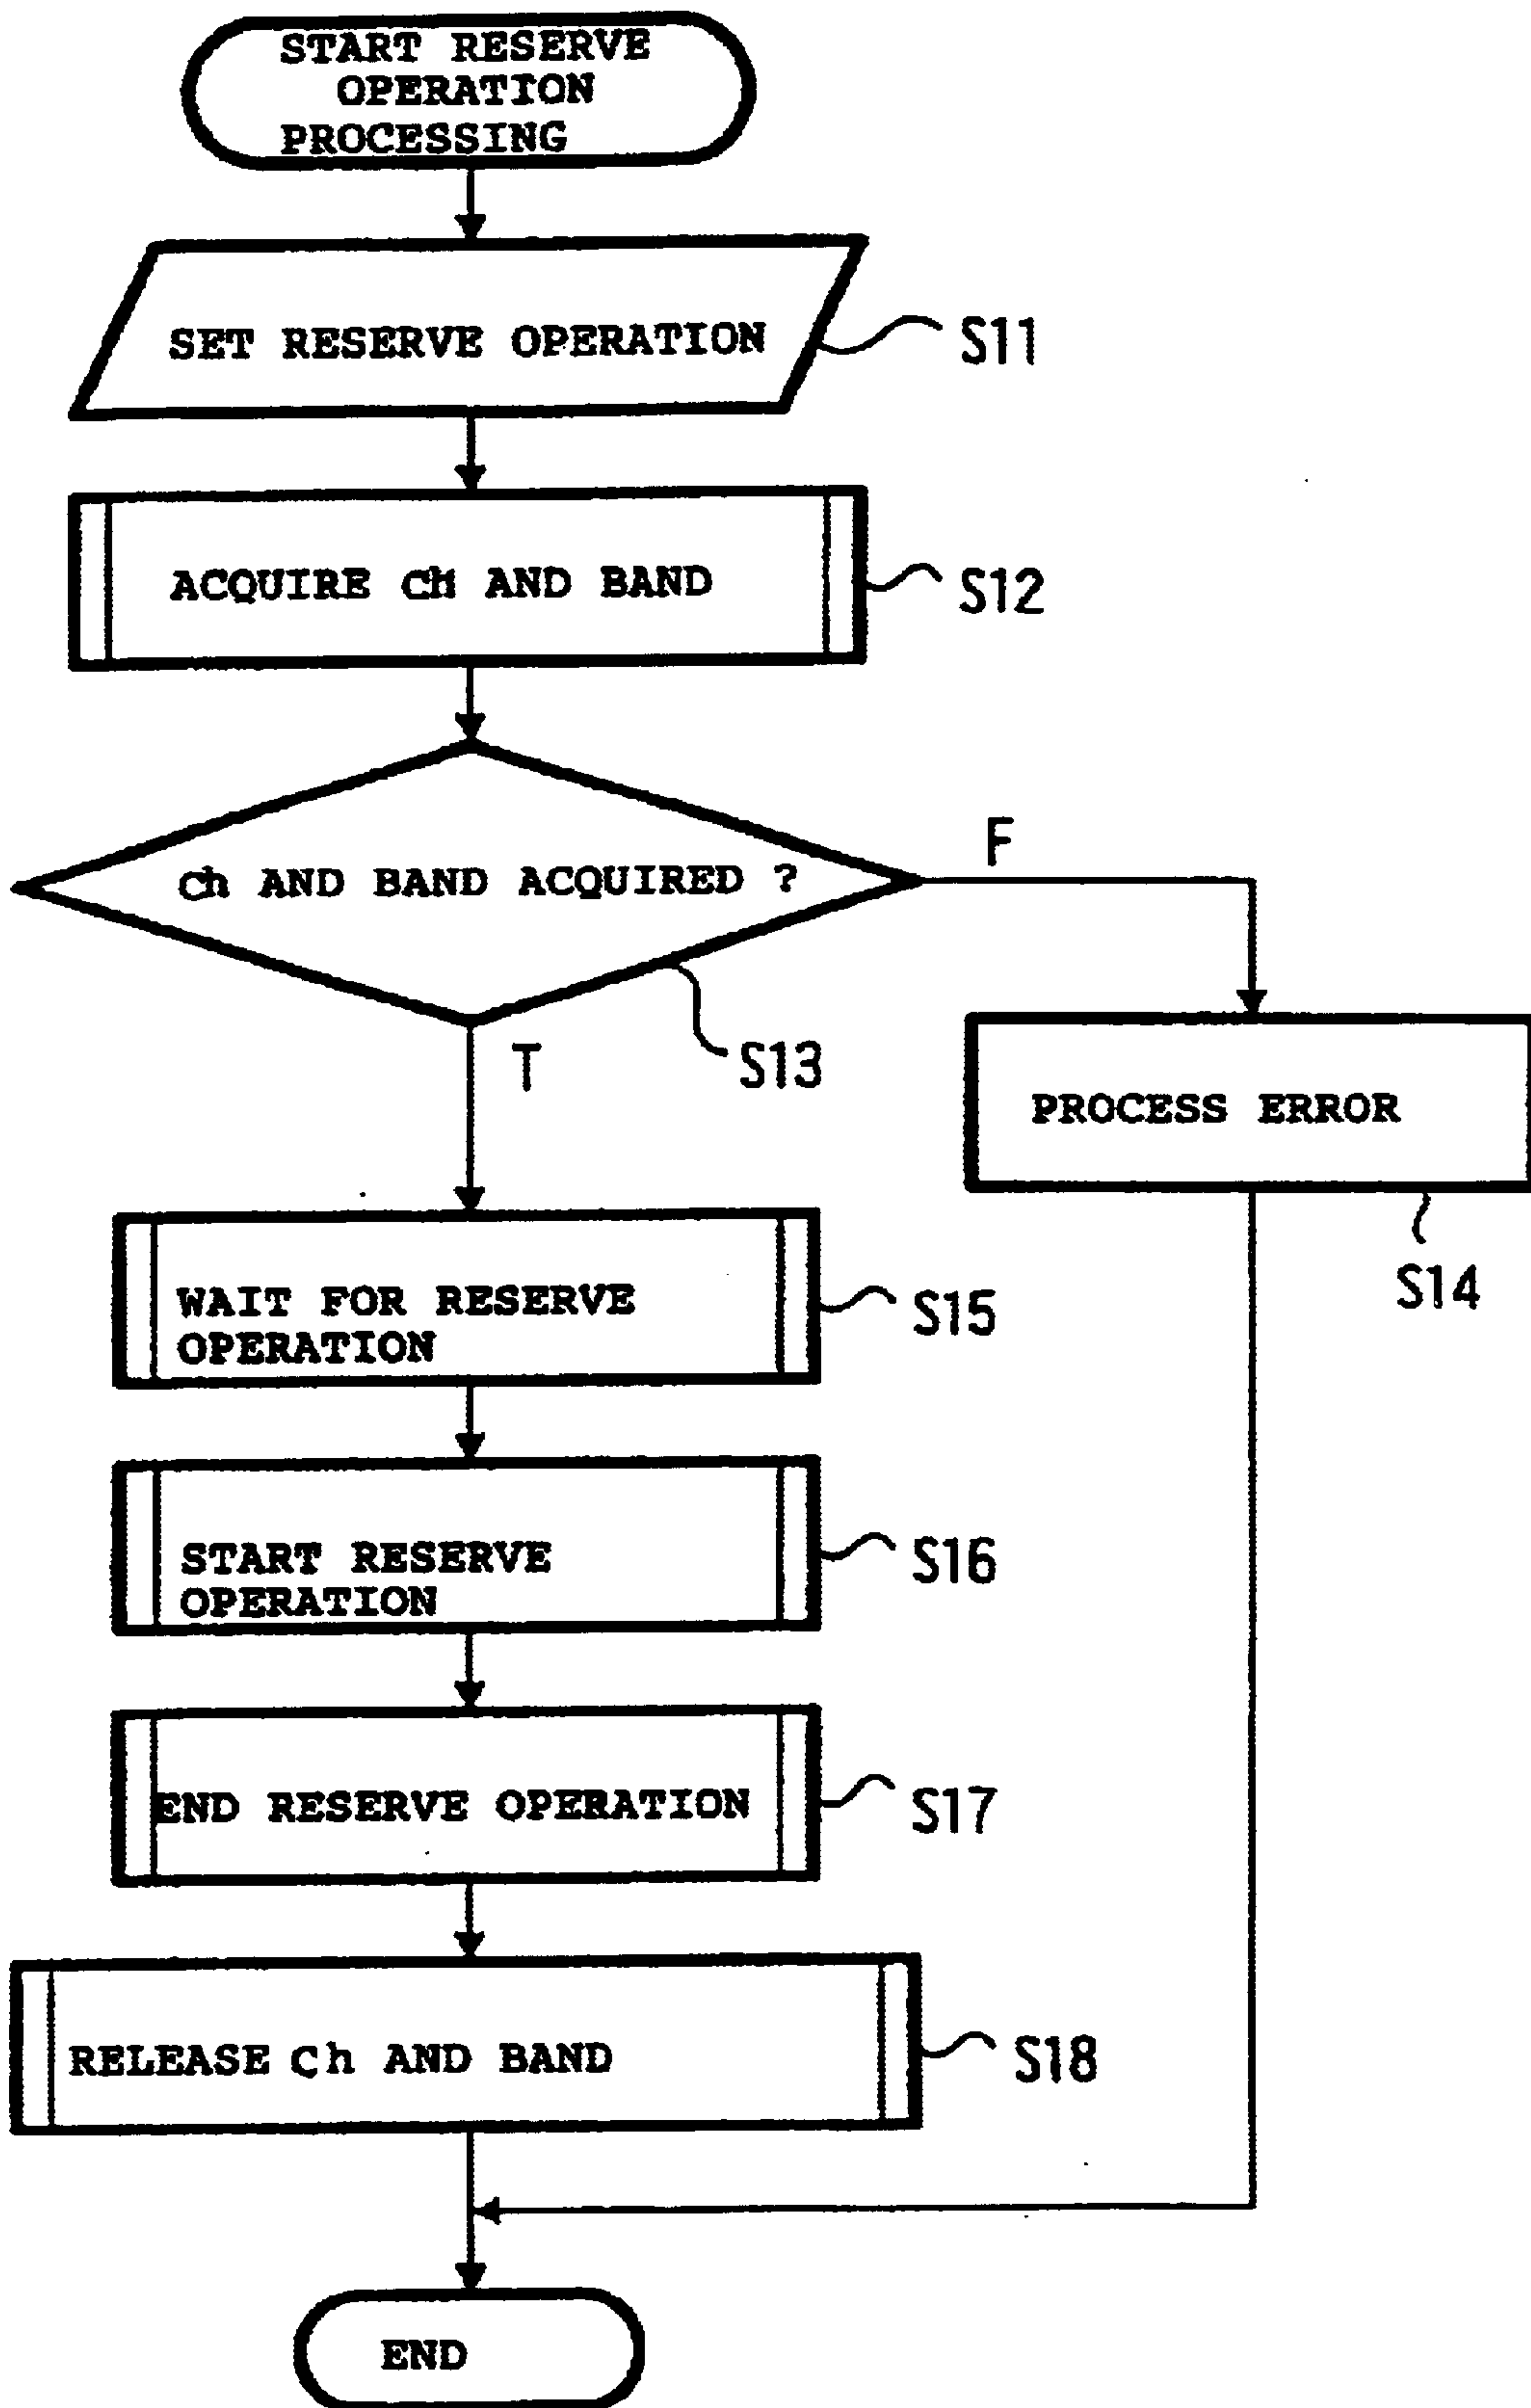 START RESERVE
OPERATION
PROCESSING
SET RESERVE OPERATION
S11
ACQUIRE Ch AND BAND
S12
Ch AND BAND ACQUIRED ?
F
T
S13
PROCESS ERROR
S14
WAIT FOR RESERVE
OPERATION
S15
START RESERVE
OPERATION
S16
END RESERVE OPERATION
S17
RELEASE Ch AND BAND
S18
END